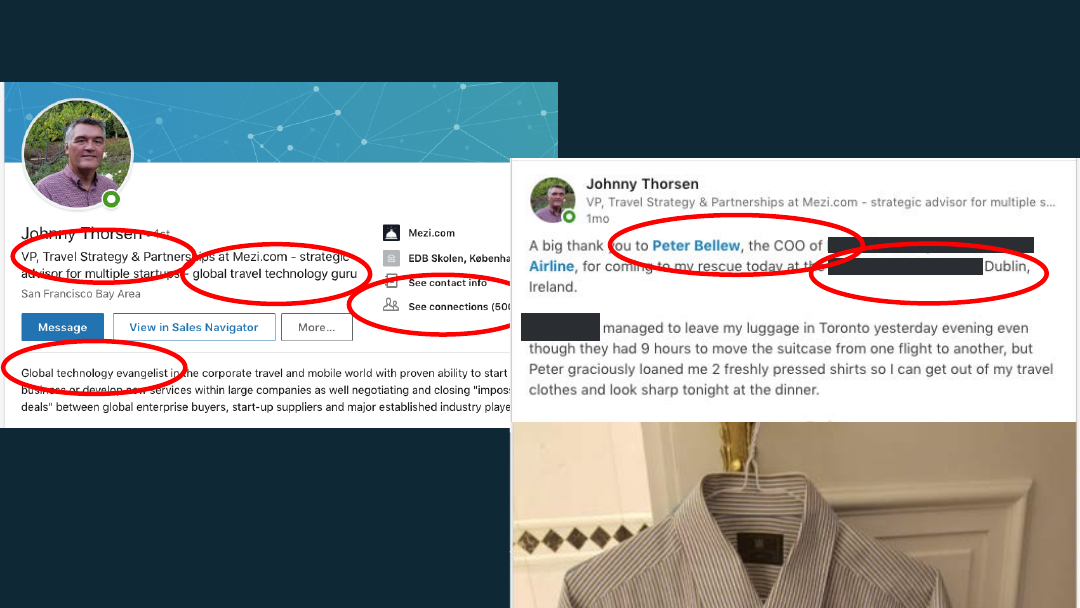 Johnny Thorsen · 1st
VP, Travel Strategy & Partnerships at Mezi.com - strategic
advisor for multiple startups - global travel technology guru
San Francisco Bay Area
Message
View in Sales Navigator
More...
Mezi.com
EDB Skolen, Københa
See contact info
See connections (500
Global technology evangelist in the corporate travel and mobile world with proven ability to start
business or develop new services within large companies as well negotiating and closing "impos
deals" between global enterprise buyers, start-up suppliers and major established industry playe
Johnny Thorsen
VP, Travel Strategy & Partnerships at Mezi.com - strategic advisor for multiple s...
1mo
A big thank you to Peter Bellew, the COO of
Airline, for coming to my rescue today at the Dublin,
Ireland.
managed to leave my luggage in Toronto yesterday evening even
though they had 9 hours to move the suitcase from one flight to another, but
Peter graciously loaned me 2 freshly pressed shirts so I can get out of my travel
clothes and look sharp tonight at the dinner.